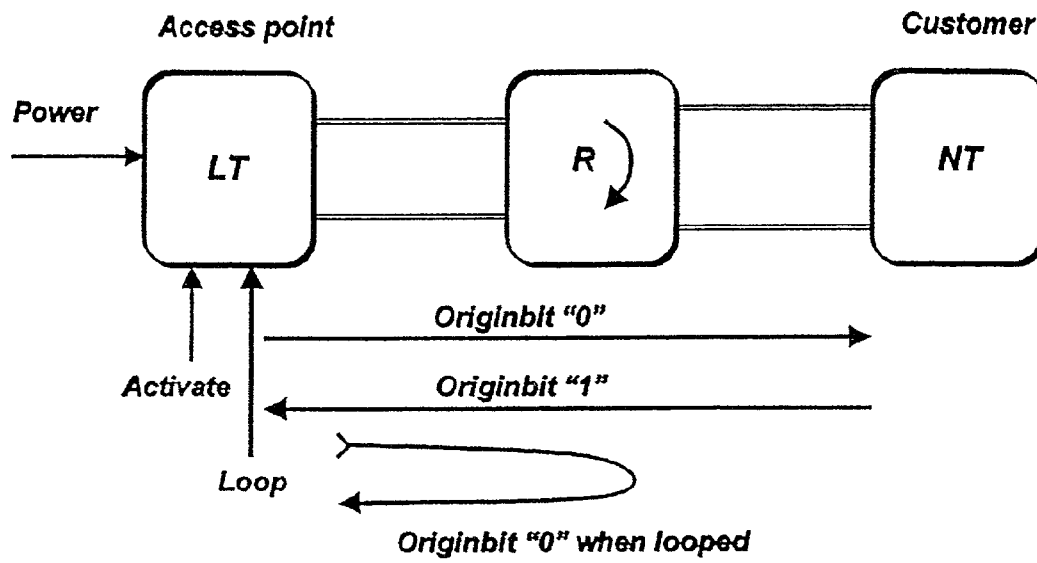 Access point
Customer
Power
LT
R
NT
Originbit “0”
Activate
Originbit “1”
Loop
Originbit “0” when looped